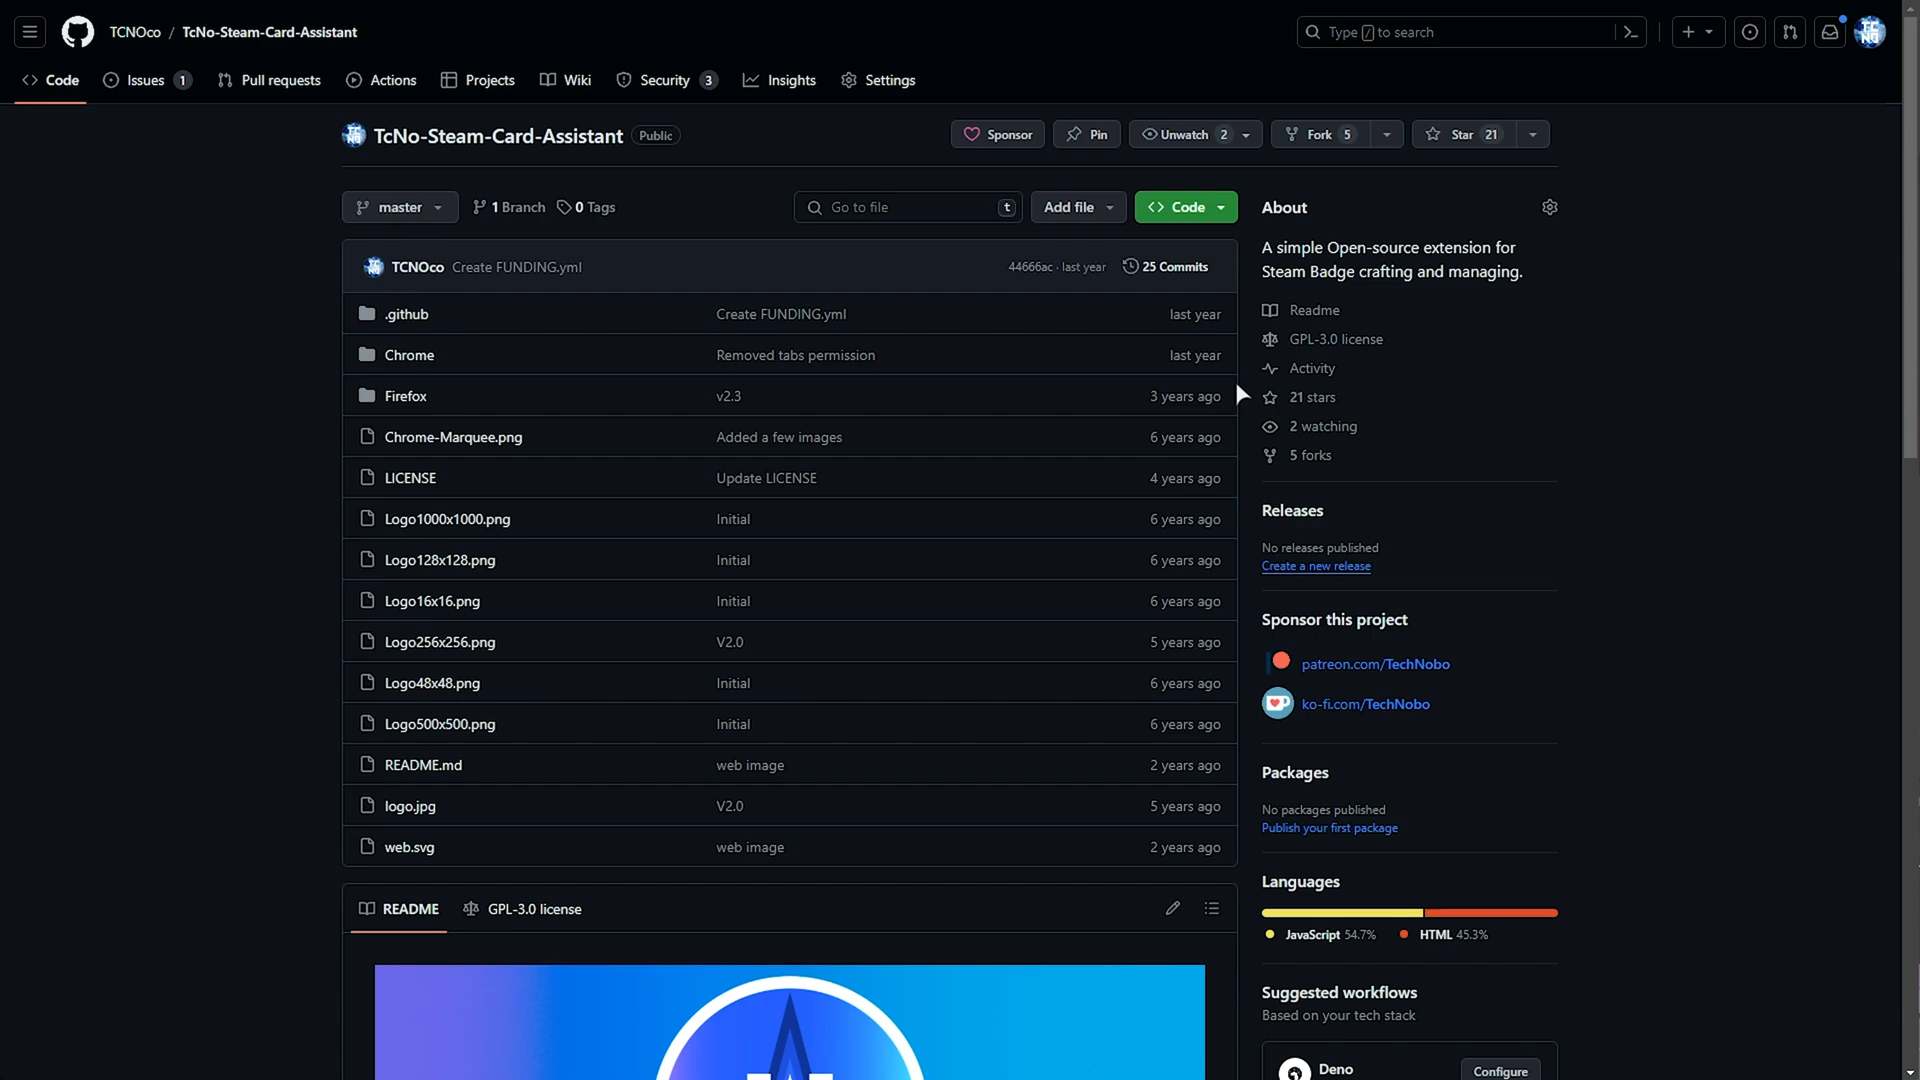 TCNOco / TcNo-Steam-Card-Assistant
Type / to search
Code
Issues 1
Pull requests
Actions
Projects
Wiki
Security 3
Insights
Settings
TcNo-Steam-Card-Assistant Public
Sponsor
Pin
Unwatch 2
Fork 5
Star 21
master
1 Branch
0 Tags
Go to file t
Add file
Code
TCNOco Create FUNDING.yml 44666ac · last year 25 Commits
.github Create FUNDING.yml last year
Chrome Removed tabs permission last year
Firefox v2.3 3 years ago
Chrome-Marquee.png Added a few images 6 years ago
LICENSE Update LICENSE 4 years ago
Logo1000x1000.png Initial 6 years ago
Logo128x128.png Initial 6 years ago
Logo16x16.png Initial 6 years ago
Logo256x256.png V2.0 5 years ago
Logo48x48.png Initial 6 years ago
Logo500x500.png Initial 6 years ago
README.md web image 2 years ago
logo.jpg V2.0 5 years ago
web.svg web image 2 years ago
README
GPL-3.0 license
About
A simple Open-source extension for
Steam Badge crafting and managing.
Readme
GPL-3.0 license
Activity
21 stars
2 watching
5 forks
Releases
No releases published
Create a new release
Sponsor this project
patreon.com/TechNobo
ko-fi.com/TechNobo
Packages
No packages published
Publish your first package
Languages
JavaScript 54.7% HTML 45.3%
Suggested workflows
Based on your tech stack
Deno
Configure